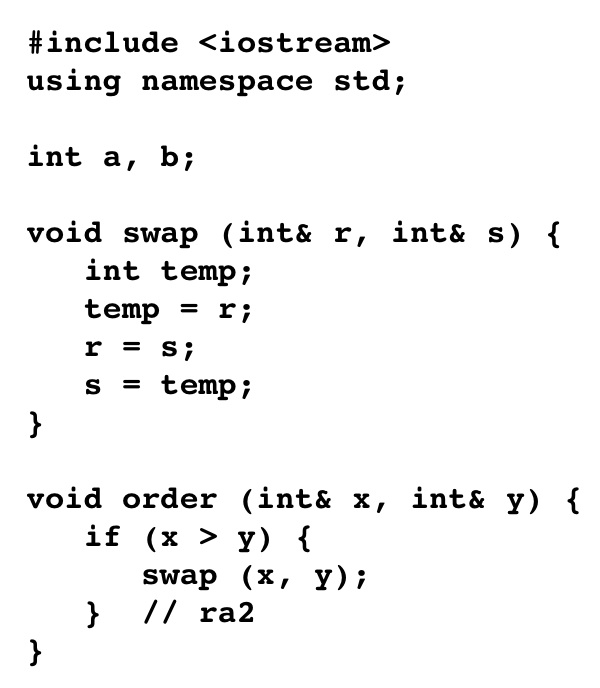 #include <iostream>
using namespace std;

int a, b;

void swap (int& r, int& s) {
   int temp;
   temp = r;
   r = s;
   s = temp;
}

void order (int& x, int& y) {
   if (x > y) {
      swap (x, y);
   }  // ra2
}